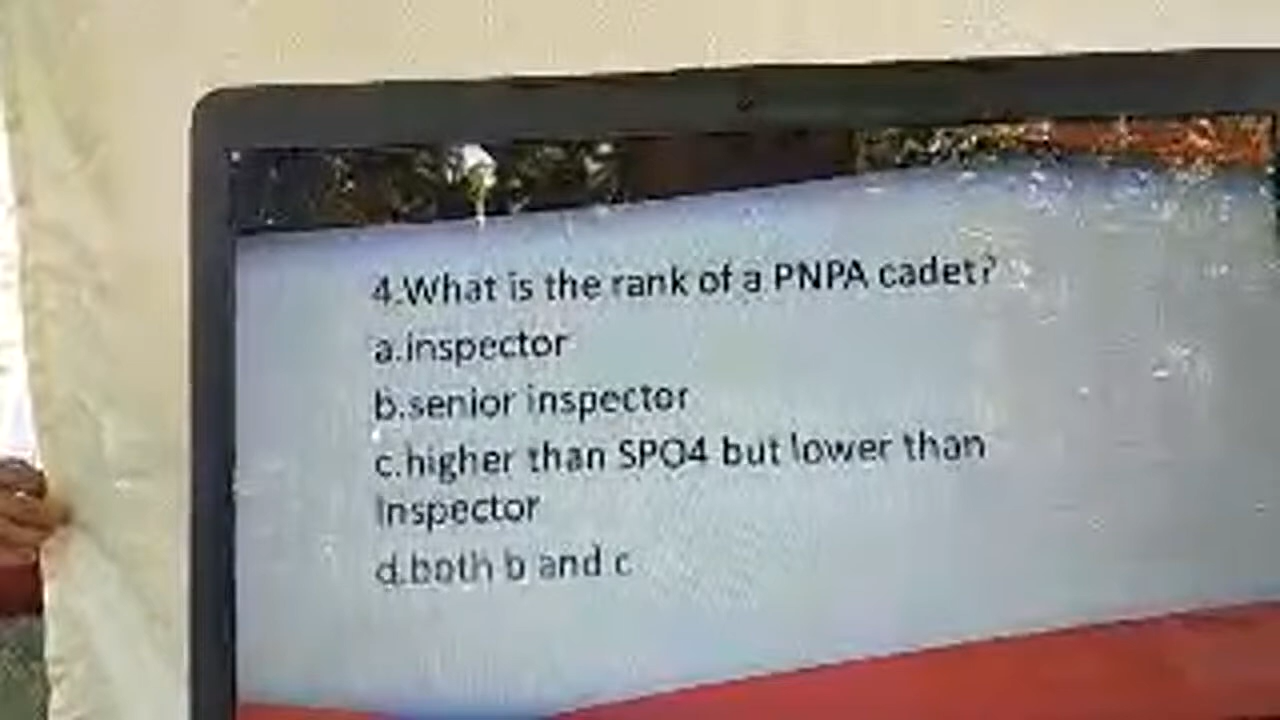 4.What is the rank of a PNPA cadet?
a.inspector
b.senior inspector
c.higher than SPO4 but lower than
Inspector
d.both b and c